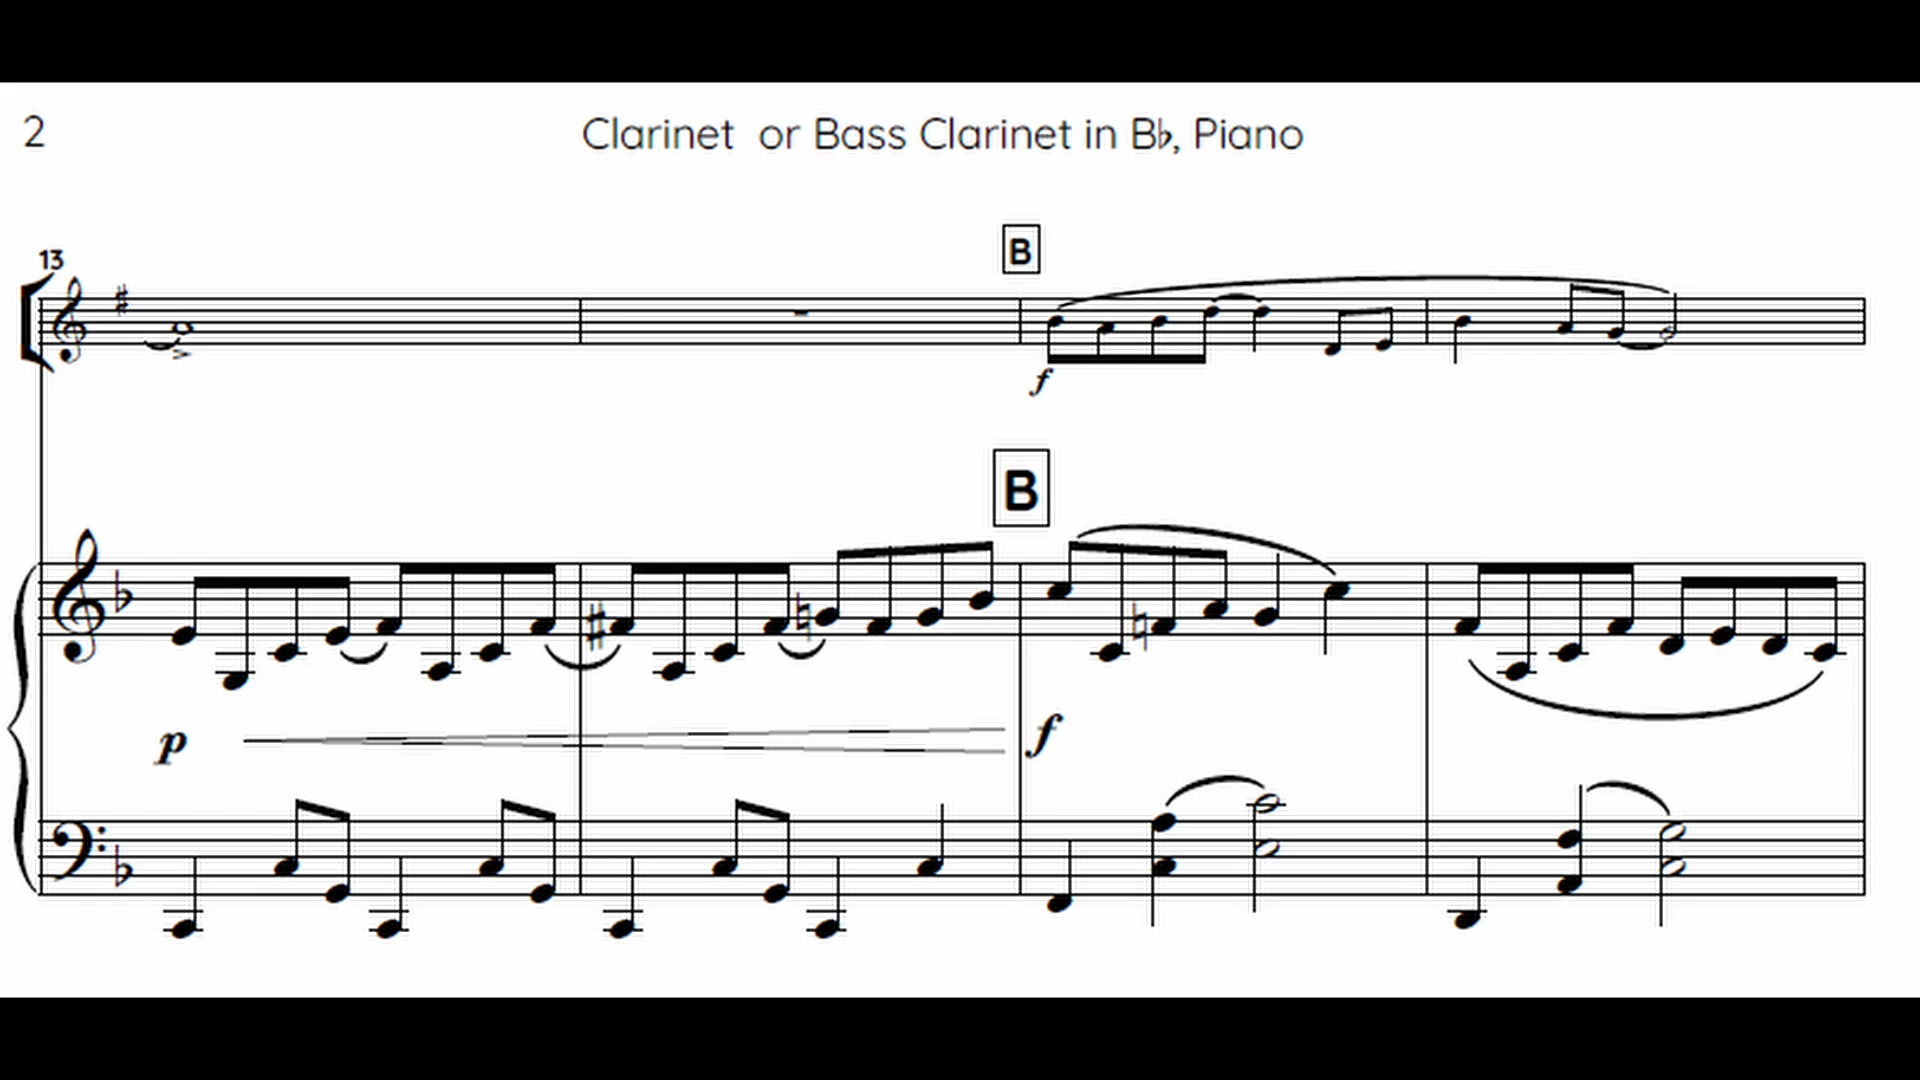 2
Clarinet or Bass Clarinet in B♭, Piano
B
13
f
B
p
f